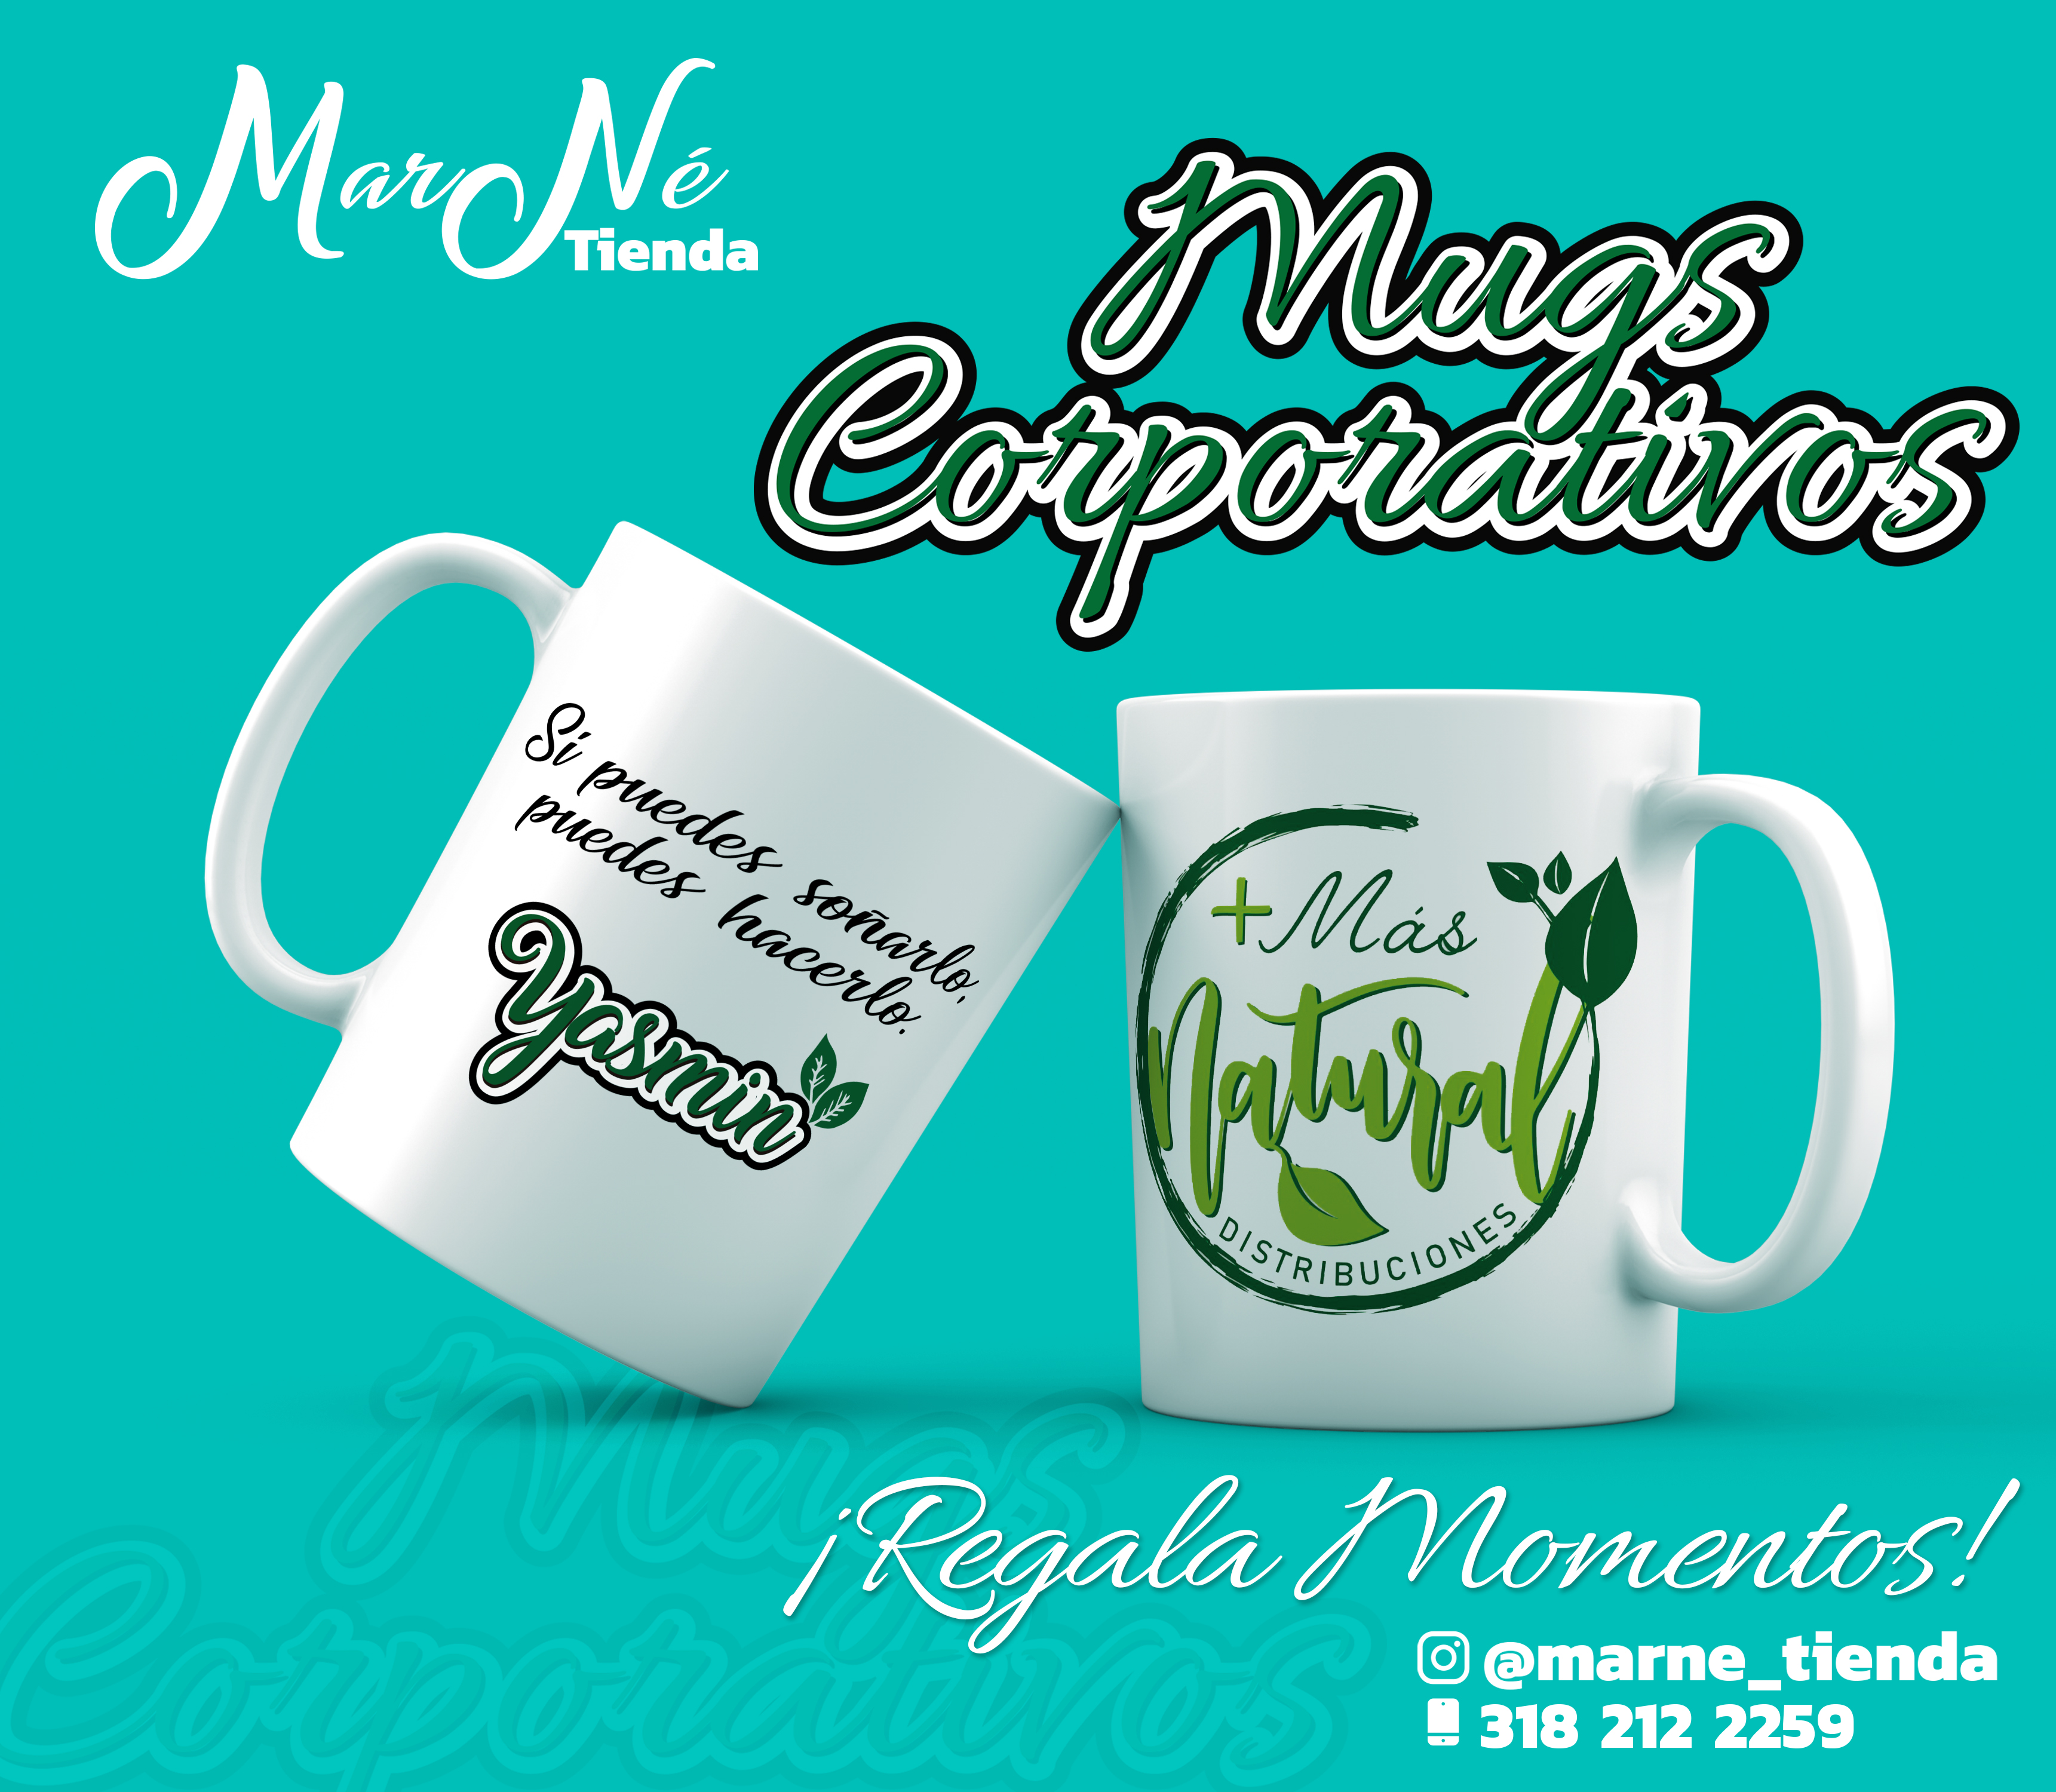 MarNé
Tienda
Mugs
Corporativos
Si puedes soñarlo,
puedes hacerlo.
Yasmin
+Más
Natural
DISTRIBUCIONES
Mugs
Corporativos
¡Regala Momentos!
@marne_tienda
318 212 2259